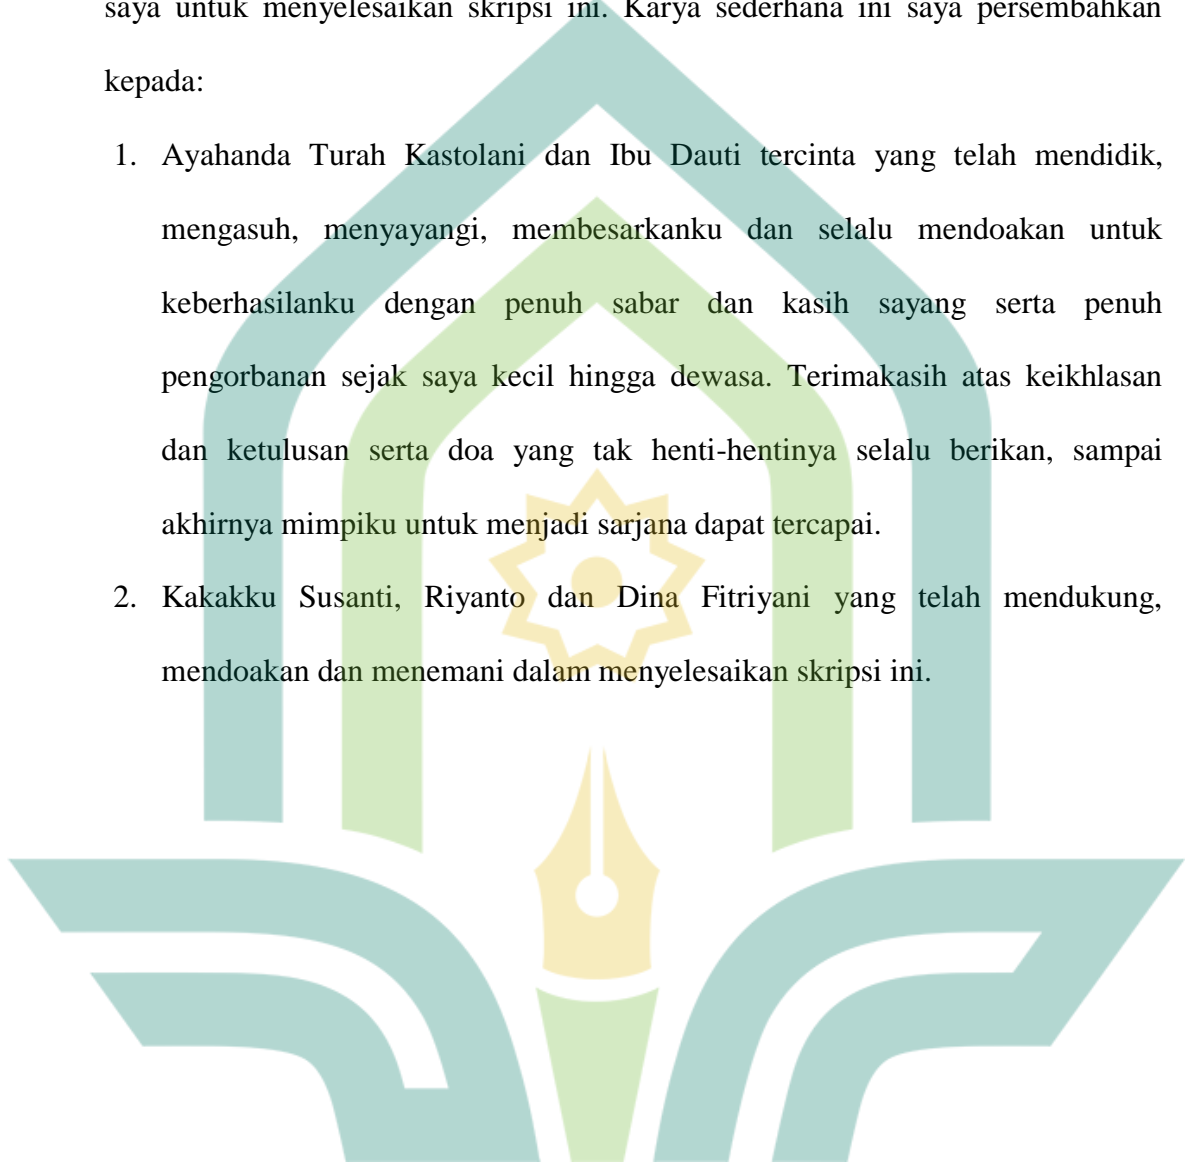 saya untuk menyelesaikan skripsi ini. Karya sederhana ini saya persembahkan
kepada:
1. Ayahanda Turah Kastolani dan Ibu Dauti tercinta yang telah mendidik,
mengasuh, menyayangi, membesarkanku dan selalu mendoakan untuk
keberhasilanku dengan penuh sabar dan kasih sayang serta penuh
pengorbanan sejak saya kecil hingga dewasa. Terimakasih atas keikhlasan
dan ketulusan serta doa yang tak henti-hentinya selalu berikan, sampai
akhirnya mimpiku untuk menjadi sarjana dapat tercapai.
2. Kakakku Susanti, Riyanto dan Dina Fitriyani yang telah mendukung,
mendoakan dan menemani dalam menyelesaikan skripsi ini.